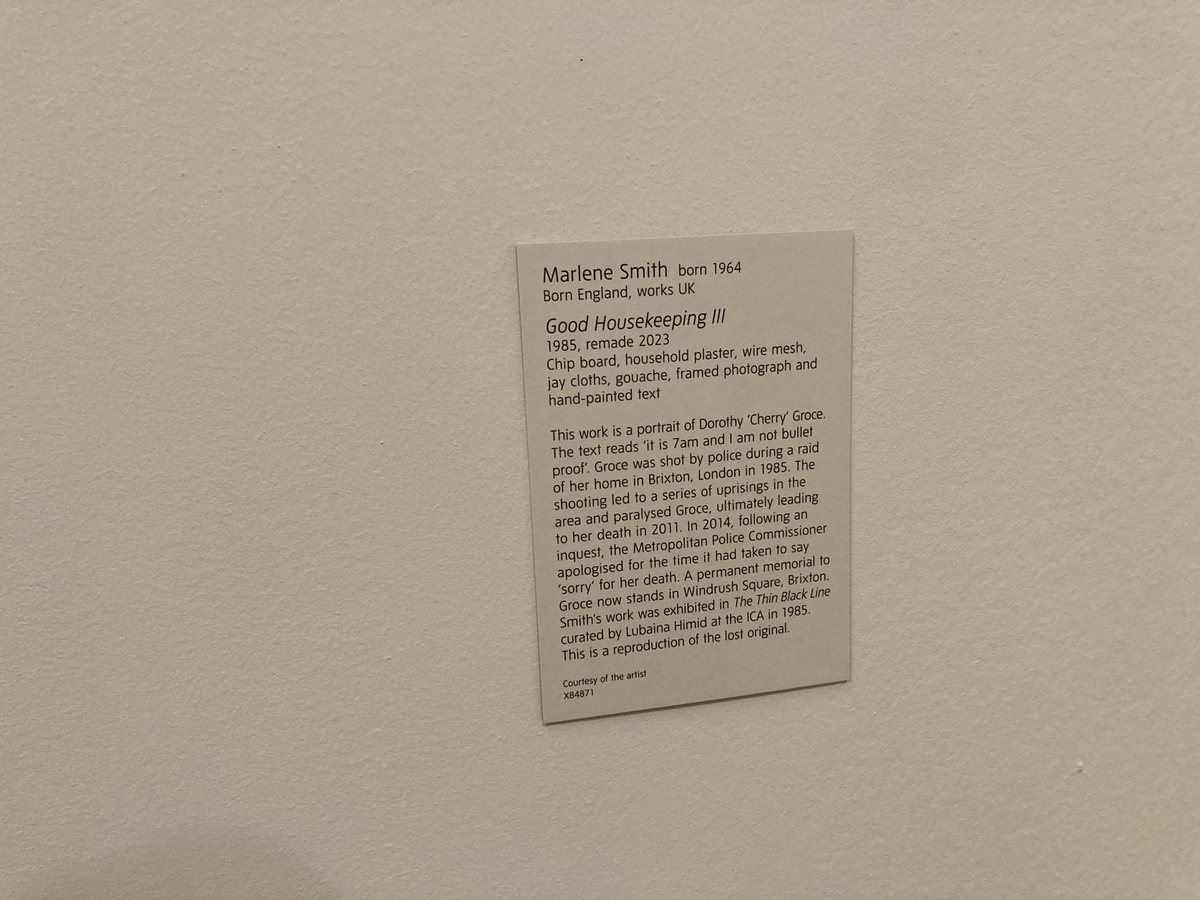 Marlene Smith born 1964
Born England, works UK
Good Housekeeping III
1985, remade 2023
Chip board, household plaster, wire mesh,
jay cloths, gouache, framed photograph and
hand-painted text
This work is a portrait of Dorothy ‘Cherry’ Groce.
The text reads ‘it is 7am and I am not bullet
proof’. Groce was shot by police during a raid
of her home in Brixton, London in 1985. The
shooting led to a series of uprisings in the
area and paralysed Groce, ultimately leading
to her death in 2011. In 2014, following an
inquest, the Metropolitan Police Commissioner
apologised for the time it had taken to say
‘sorry’ for her death. A permanent memorial to
Groce now stands in Windrush Square, Brixton.
Smith's work was exhibited in The Thin Black Line
curated by Lubaina Himid at the ICA in 1985.
This is a reproduction of the lost original.
Courtesy of the artist
X84871